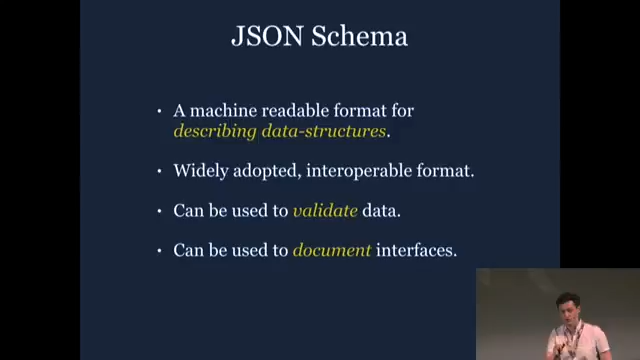 JSON Schema
• A machine readable format for
describing data-structures.
• Widely adopted, interoperable format.
• Can be used to validate data.
• Can be used to document interfaces.